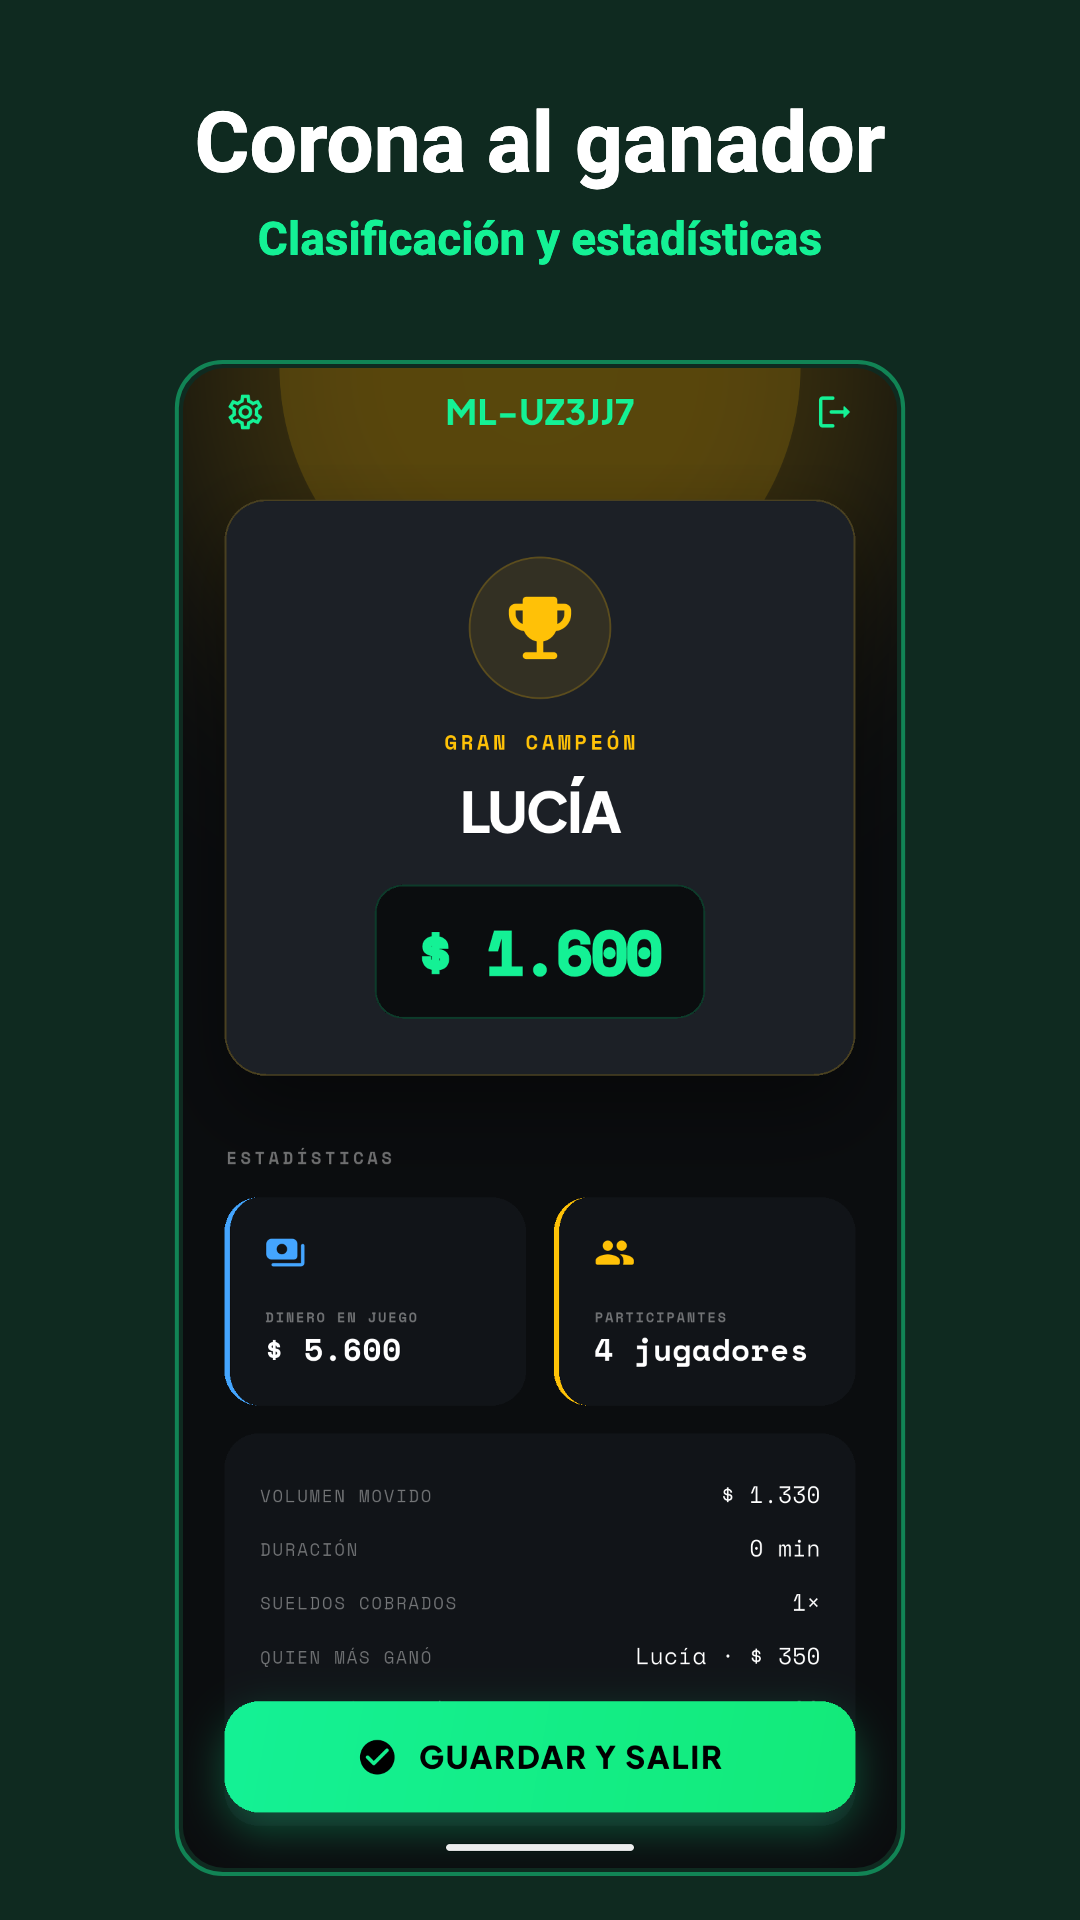 Corona al ganador
Clasificación y estadísticas
ML-UZ3JJ7
GRAN CAMPEÓN
LUCÍA
$ 1.600
ESTADÍSTICAS
DINERO EN JUEGO
$ 5.600
PARTICIPANTES
4 jugadores
VOLUMEN MOVIDO $ 1.330
DURACIÓN 0 min
SUELDOS COBRADOS 1×
QUIEN MÁS GANÓ Lucía · $ 350
GUARDAR Y SALIR